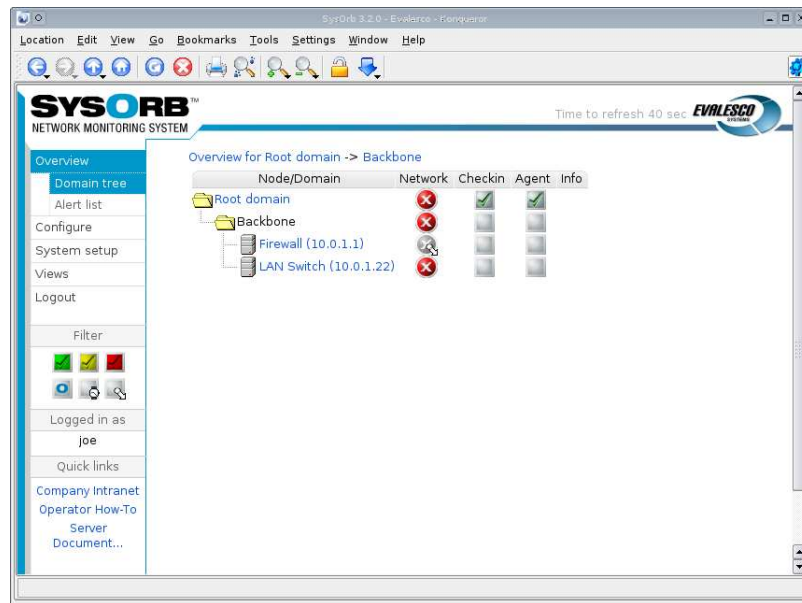 SysOrb 3.2.0 - Evalesco - Konqueror
Location Edit View Go Bookmarks Tools Settings Window Help
SYSORB™
NETWORK MONITORING SYSTEM
Time to refresh 40 sec
EVALESCO
SYSTEMS
Overview
Domain tree
Alert list
Configure
System setup
Views
Logout
Filter
Logged in as
joe
Quick links
Company Intranet
Operator How-To
Server
Document...
Overview for Root domain -> Backbone
Node/Domain Network Checkin Agent Info
Root domain
Backbone
Firewall (10.0.1.1)
LAN Switch (10.0.1.22)